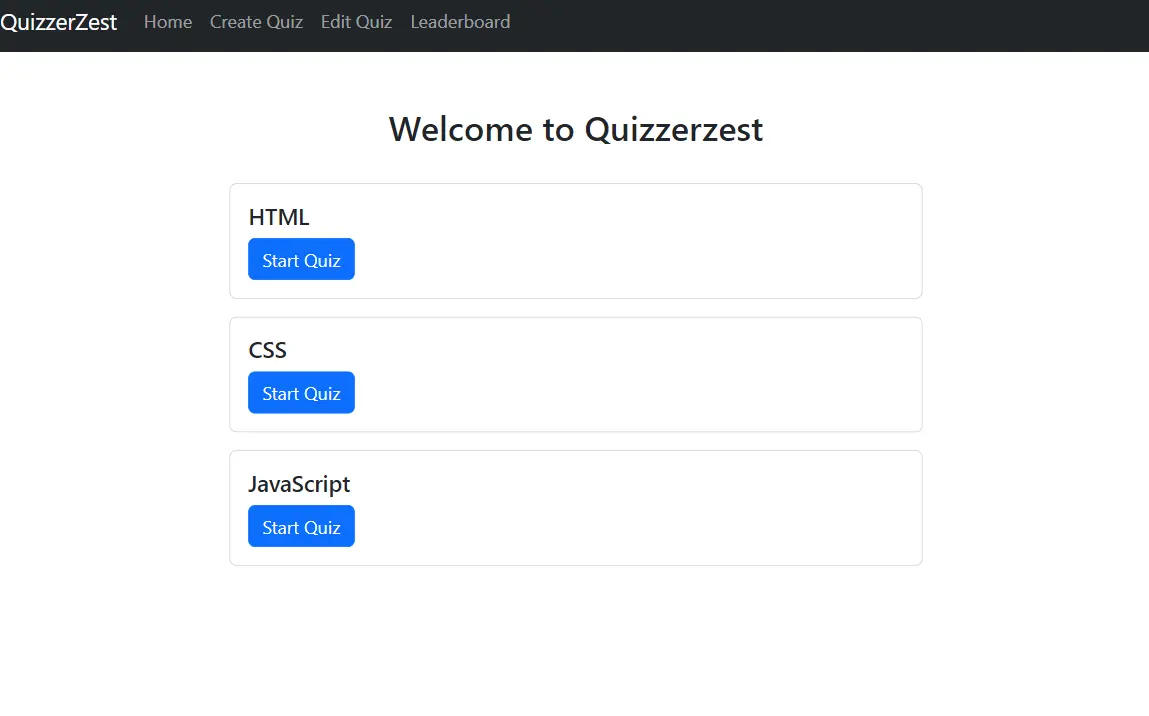 QuizzerZest Home Create Quiz Edit Quiz Leaderboard
Welcome to Quizzerzest
HTML
Start Quiz
CSS
Start Quiz
JavaScript
Start Quiz